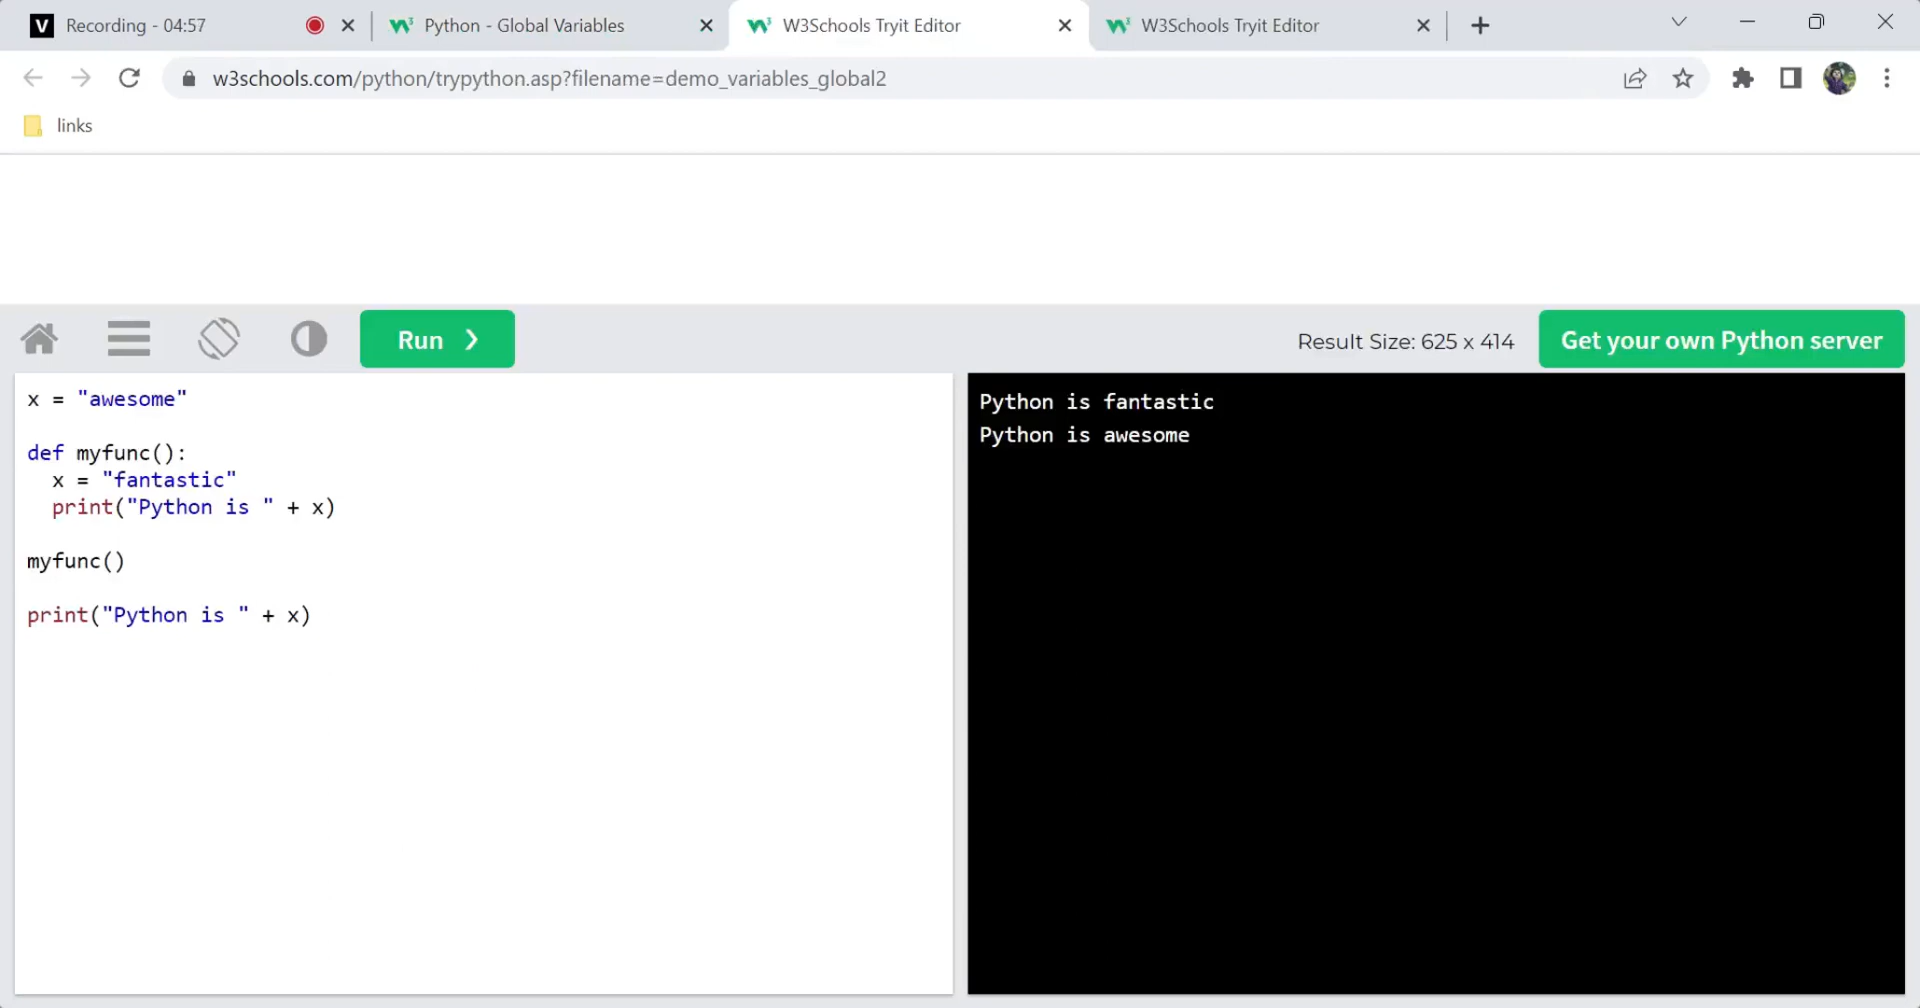 Recording - 04:57
Python - Global Variables
W3Schools Tryit Editor
W3Schools Tryit Editor
w3schools.com/python/trypython.asp?filename=demo_variables_global2
links
Run
Result Size: 625 x 414
Get your own Python server
x = "awesome"
def myfunc():
  x = "fantastic"
  print("Python is " + x)
myfunc()
print("Python is " + x)
Python is fantastic
Python is awesome